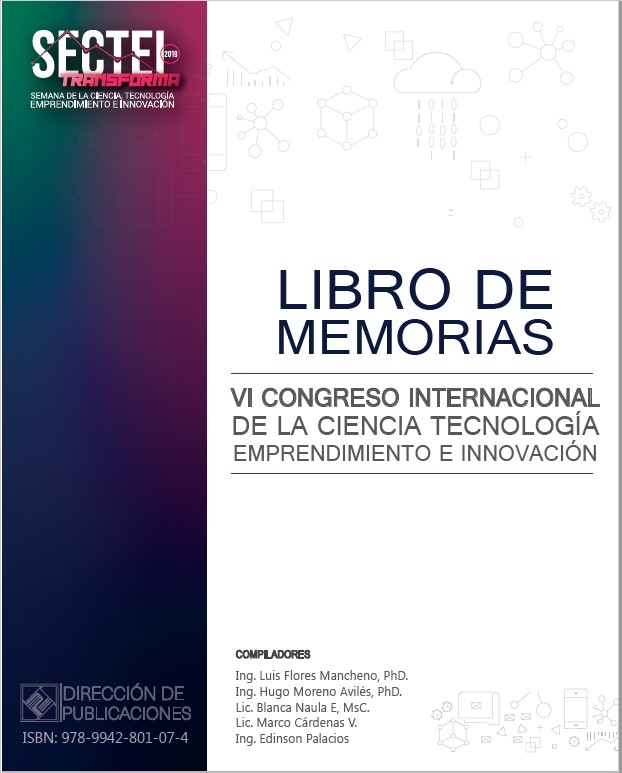 SECTEI 2019
TRANSFORMA
SEMANA DE LA CIENCIA, TECNOLOGÍA
EMPRENDIMIENTO E INNOVACIÓN
LIBRO DE
MEMORIAS
VI CONGRESO INTERNACIONAL
DE LA CIENCIA TECNOLOGÍA
EMPRENDIMIENTO E INNOVACIÓN
COMPILADORES
Ing. Luis Flores Mancheno, PhD.
Ing. Hugo Moreno Avilés, PhD.
Lic. Blanca Naula E, MsC.
Lic. Marco Cárdenas V.
Ing. Edinson Palacios
DIRECCIÓN DE
PUBLICACIONES
ISBN: 978-9942-801-07-4